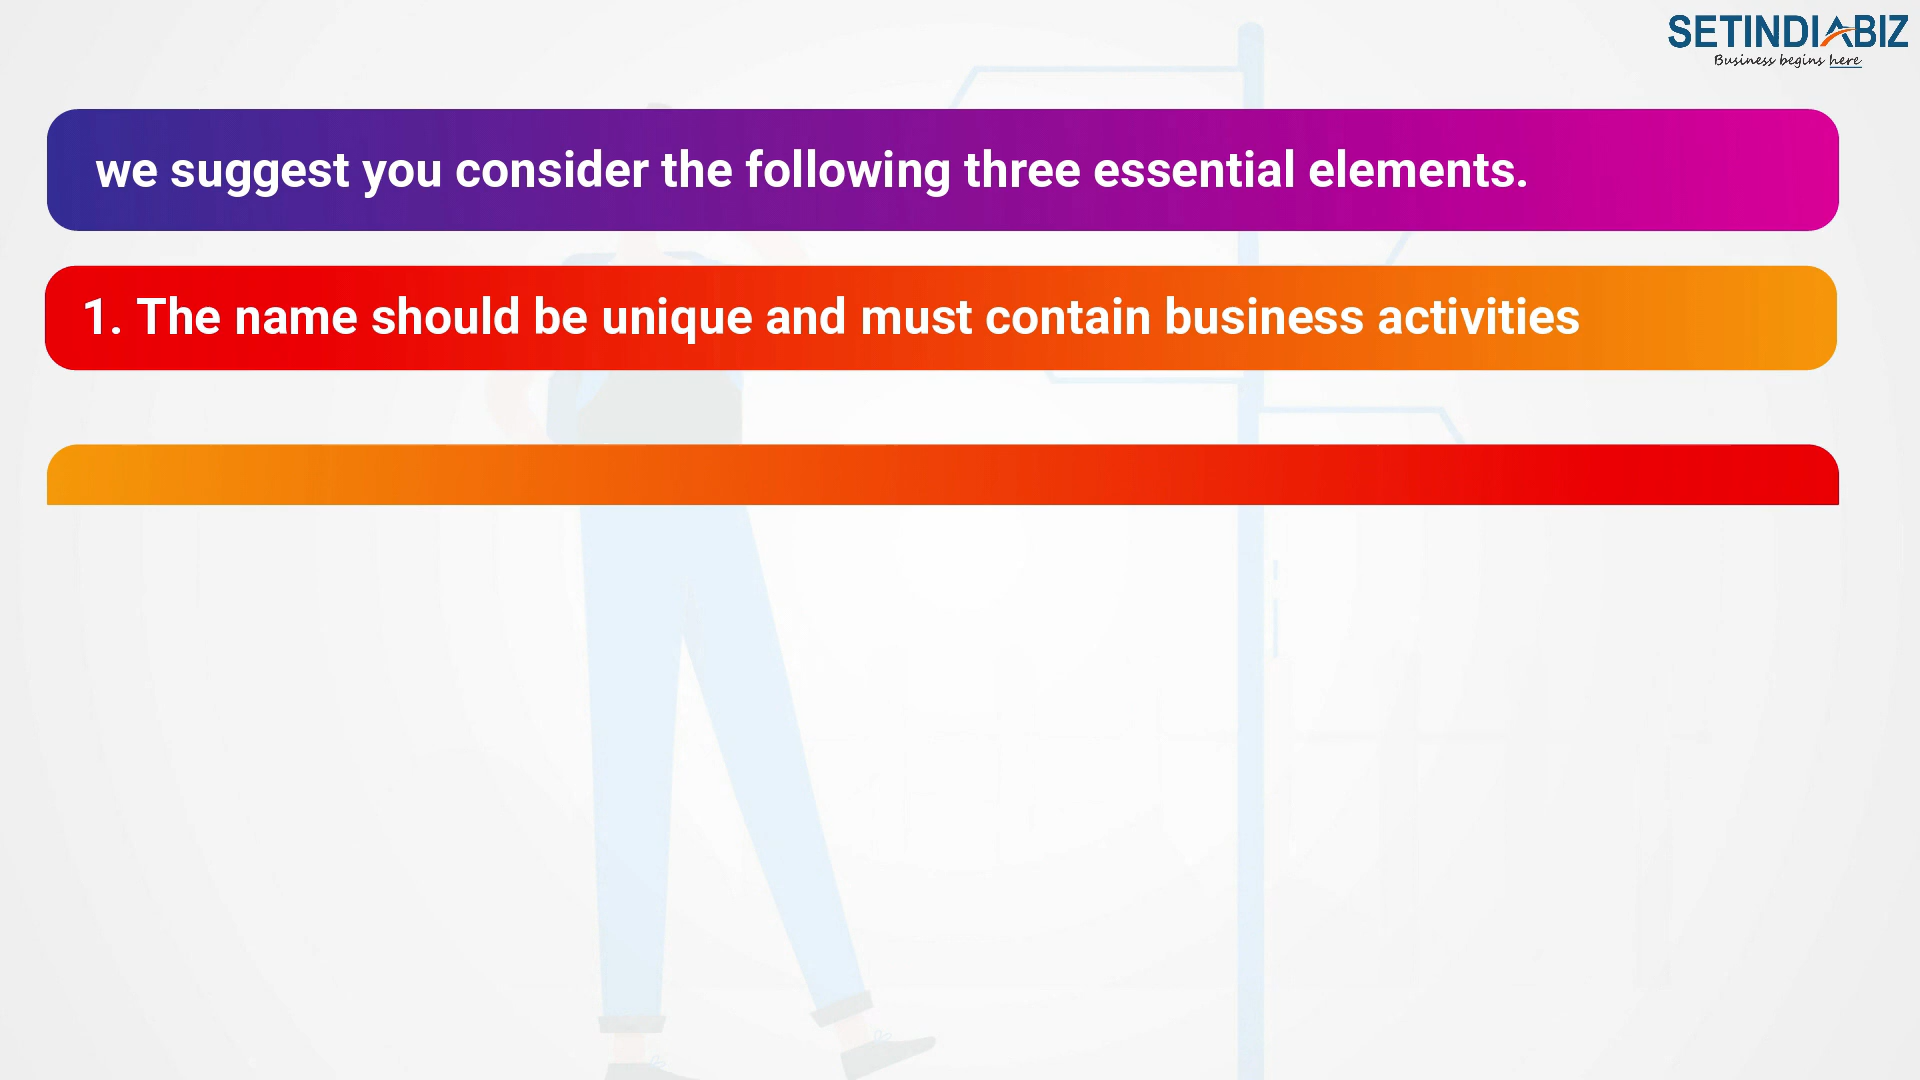 SETINDIABIZ
Business begins here
we suggest you consider the following three essential elements.
1. The name should be unique and must contain business activities